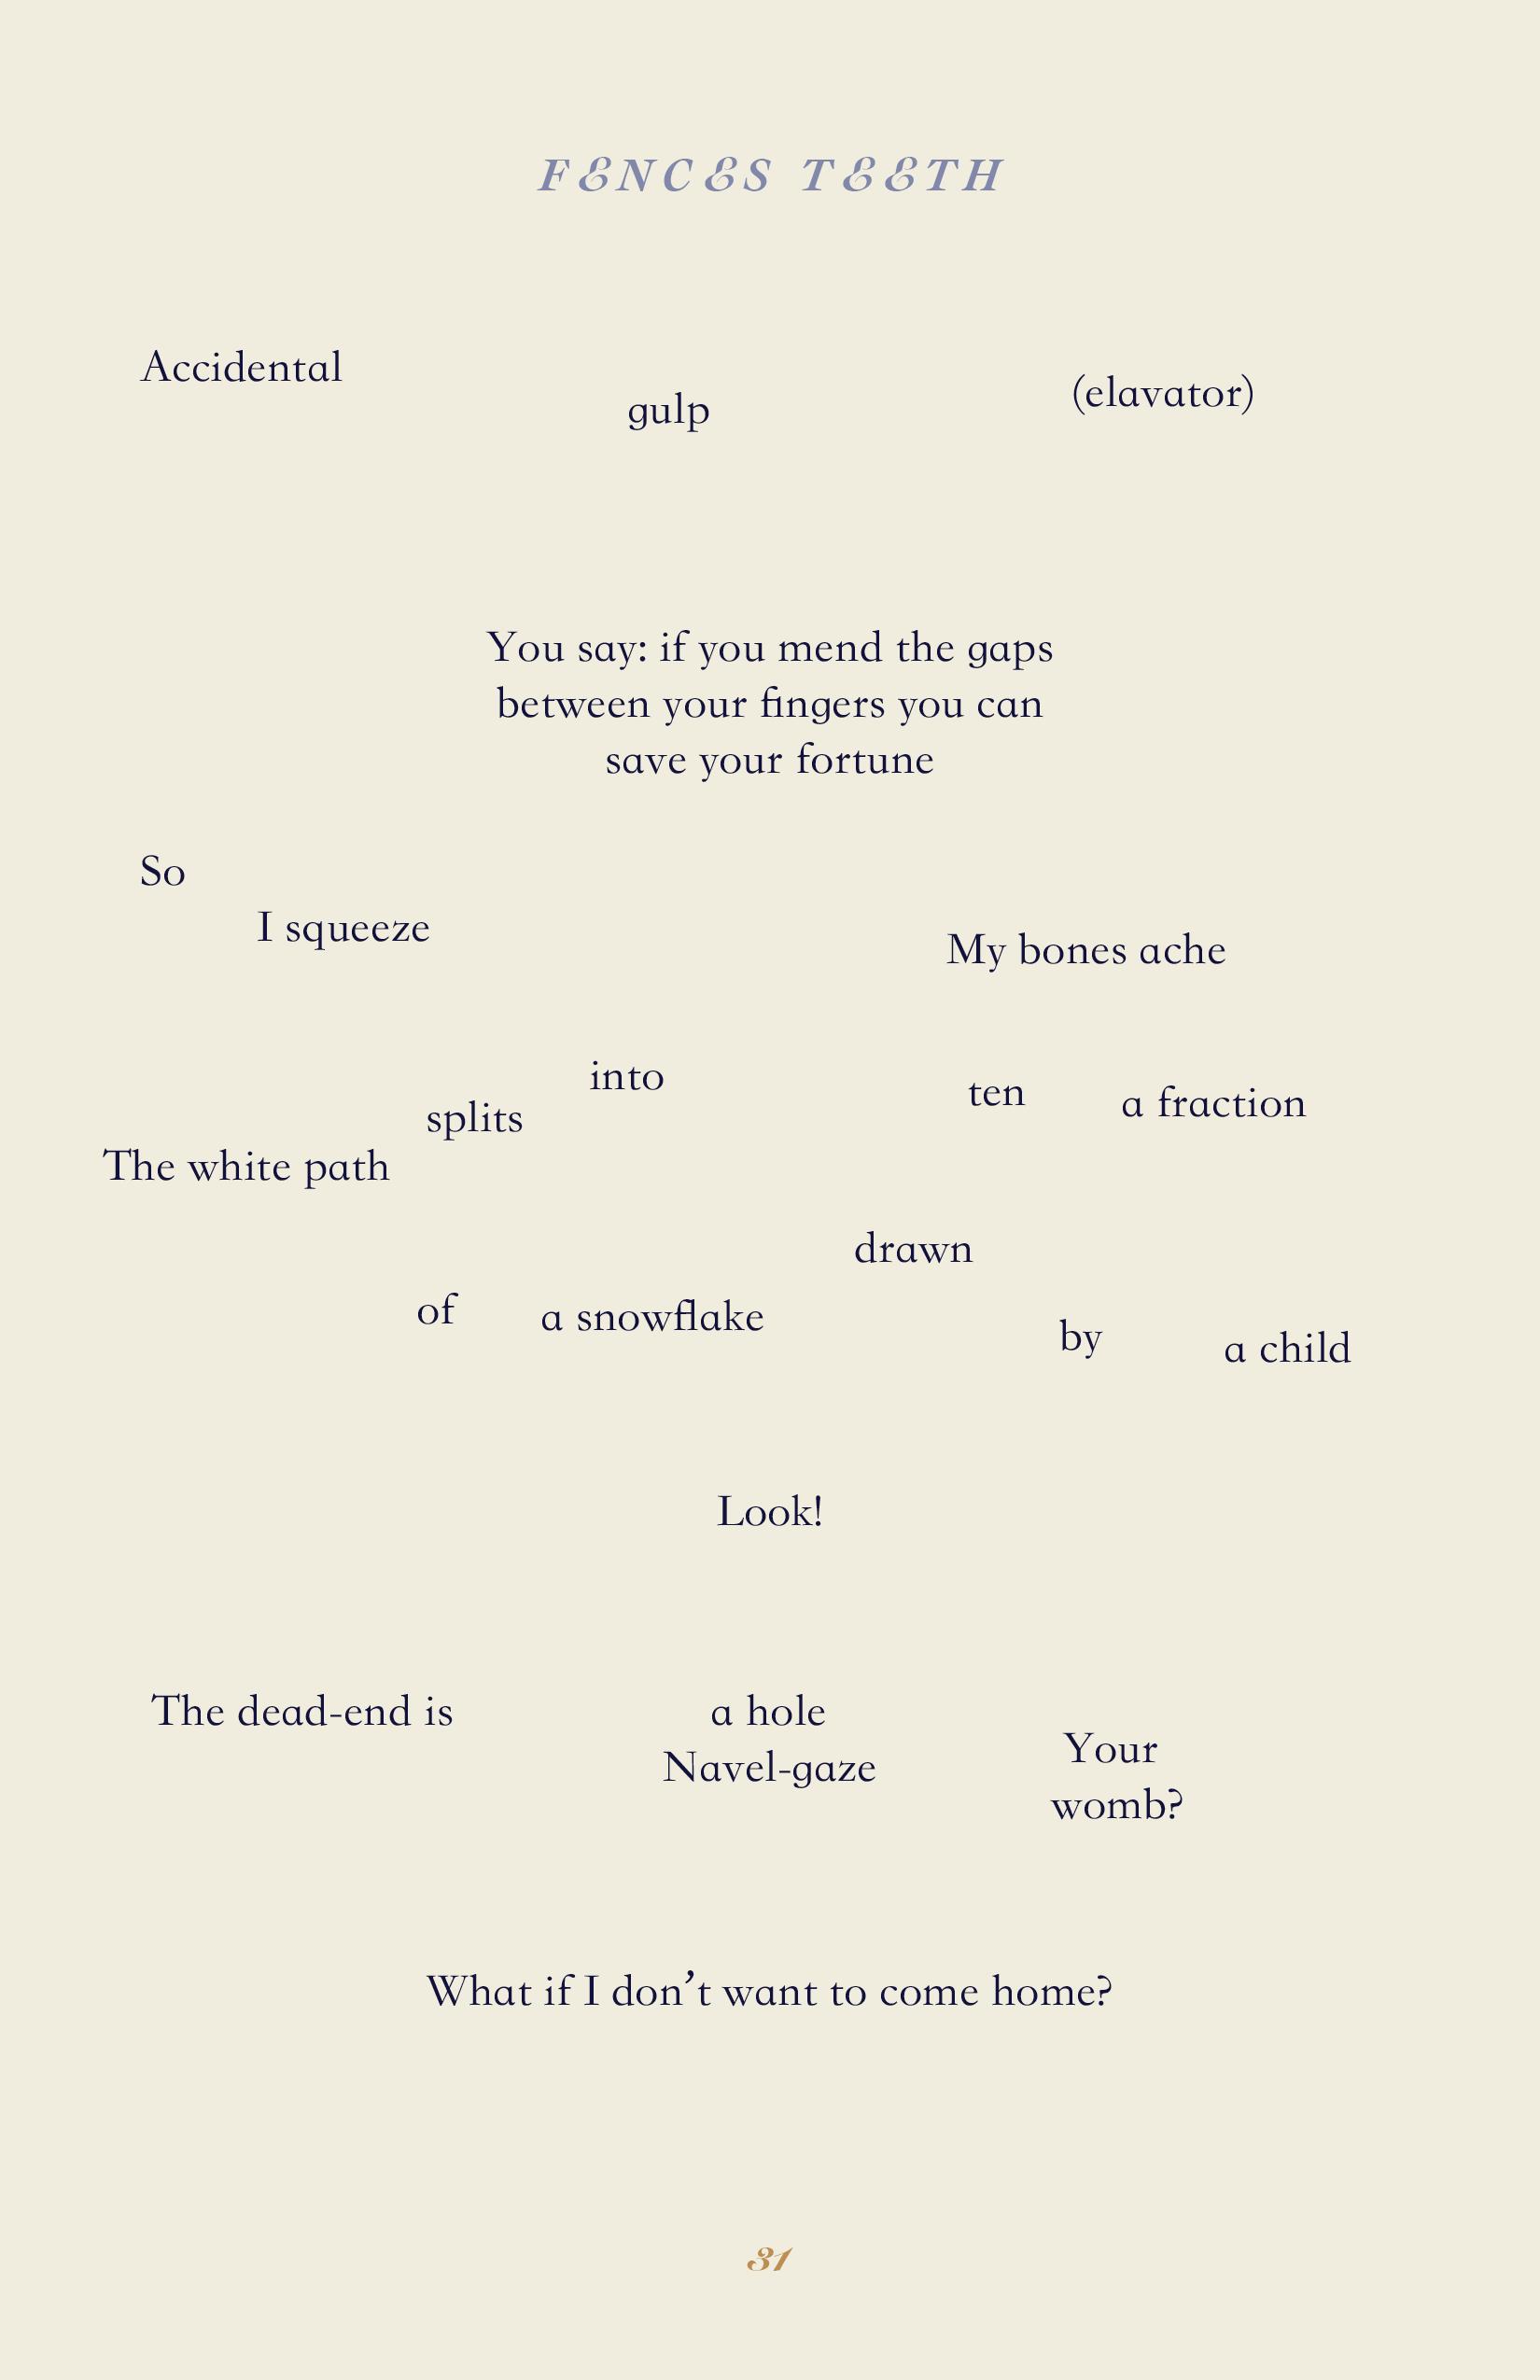 FENCES TEETH
Accidental
gulp
(elavator)
You say: if you mend the gaps
between your fingers you can
save your fortune
So
I squeeze
My bones ache
The white path
splits
into
ten
a fraction
of
a snowflake
drawn
by
a child
Look!
The dead-end is
a hole
Navel-gaze
Your
womb?
What if I don’t want to come home?
31